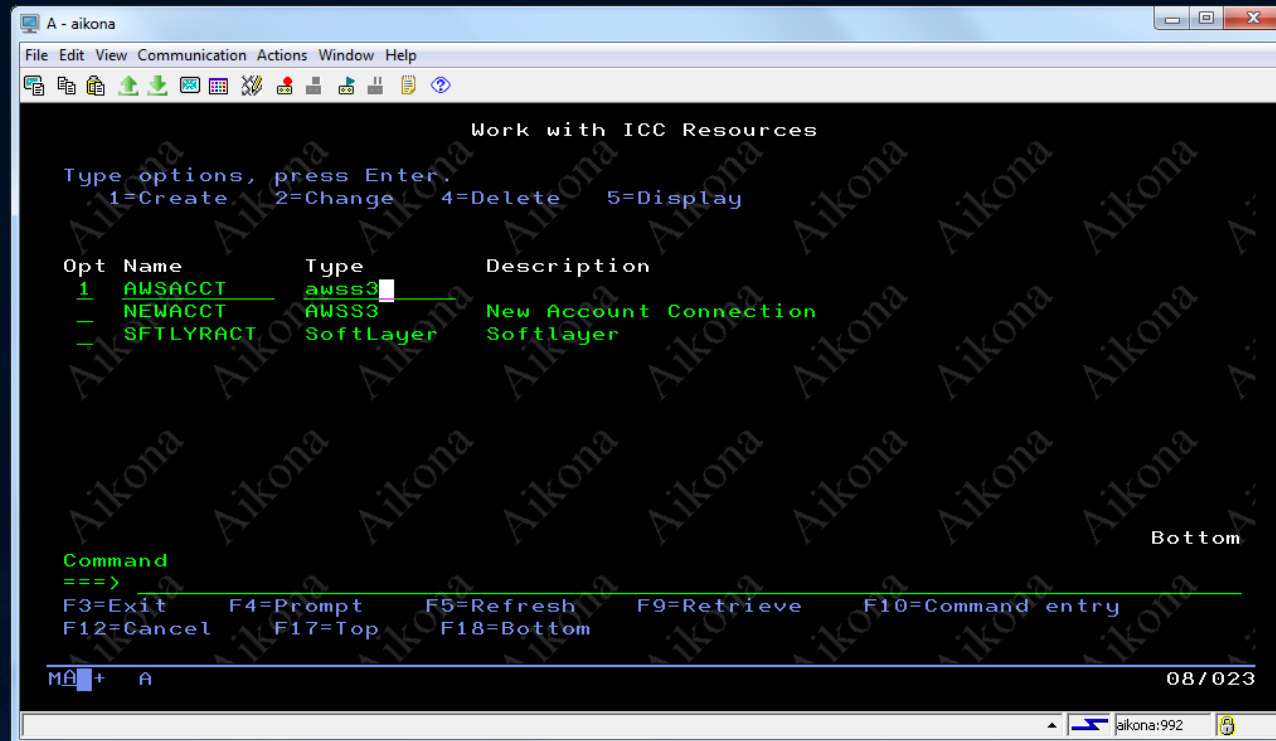 A - aikona
File Edit View Communication Actions Window Help
Work with ICC Resources
Type options, press Enter.
1=Create 2=Change 4=Delete 5=Display
Opt Name Type Description
1 AWSACCT awss3
_ NEWACCT AWSS3 New Account Connection
_ SFTLYRACT SoftLayer Softlayer
Bottom
Command
===>
F3=Exit F4=Prompt F5=Refresh F9=Retrieve F10=Command entry
F12=Cancel F17=Top F18=Bottom
MA + A 08/023
aikona:992
Aikona